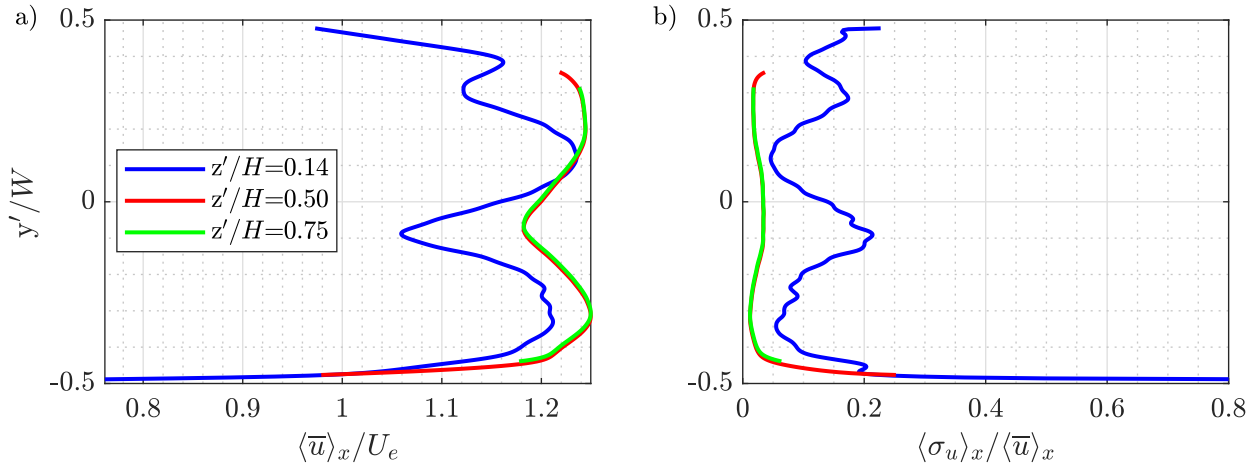 a)
0.5
0
-0.5
y′/W
z′/H=0.14
z′/H=0.50
z′/H=0.75
0.8 0.9 1 1.1 1.2
⟨u̅⟩ₓ/Uₑ
b)
0.5
0
-0.5
0 0.2 0.4 0.6 0.8
⟨σᵤ⟩ₓ/⟨u̅⟩ₓ